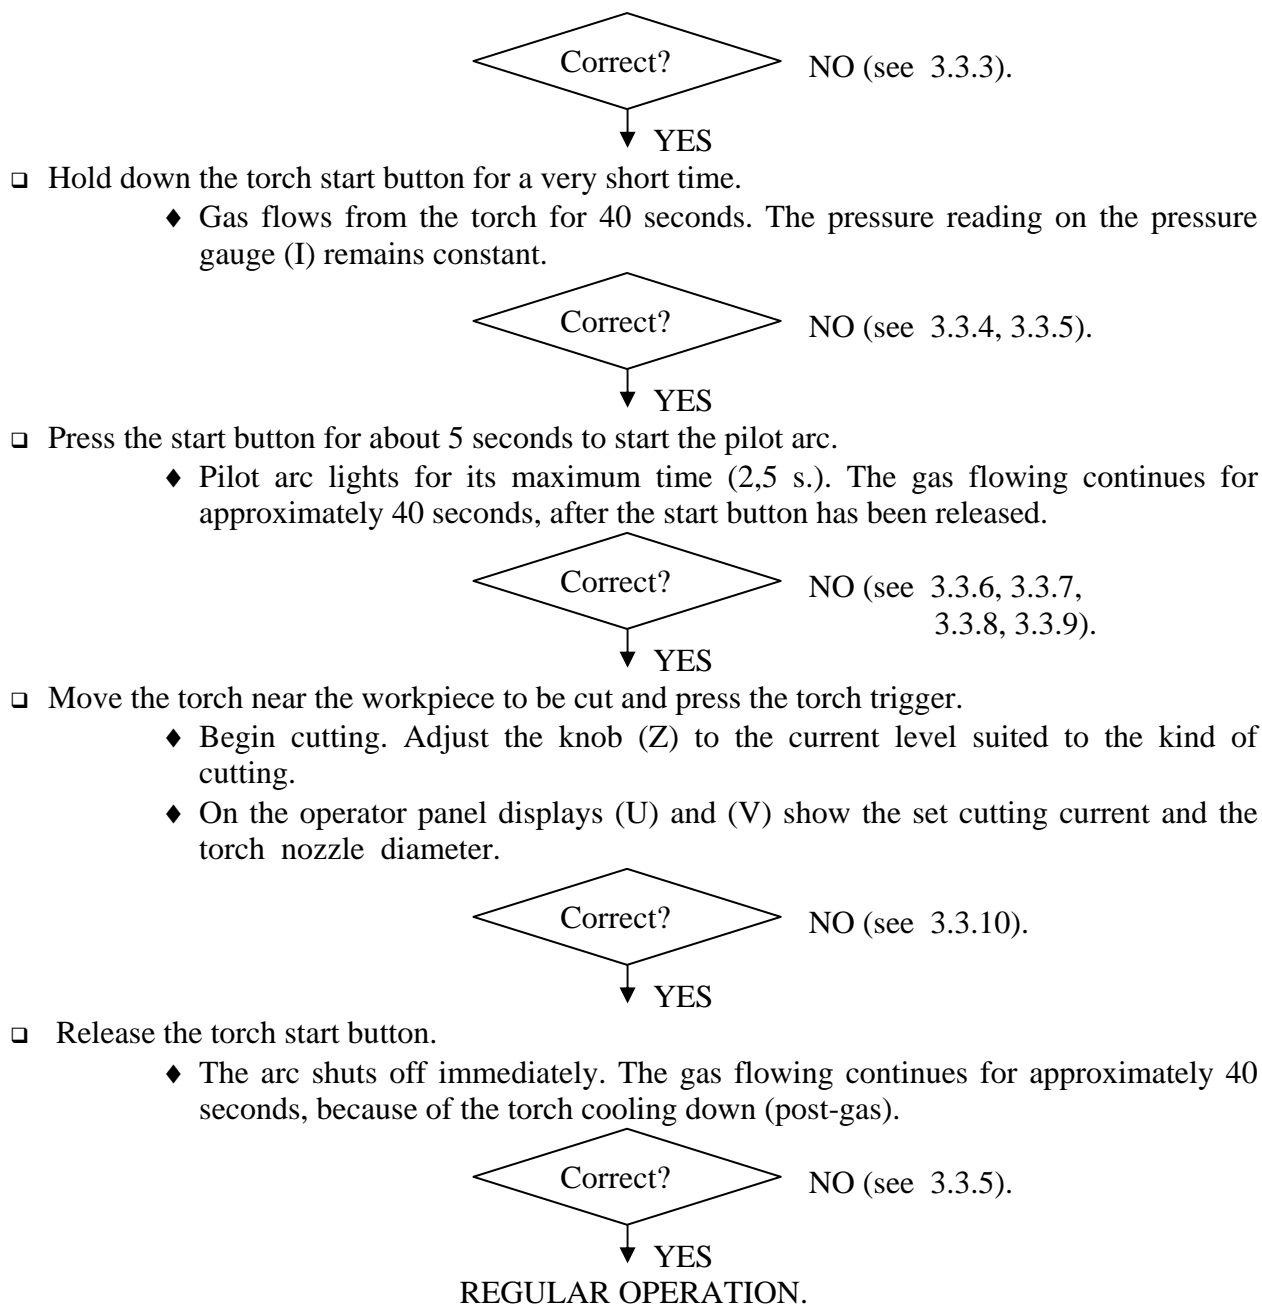 Correct? NO (see 3.3.3).
YES
❑ Hold down the torch start button for a very short time.
♦ Gas flows from the torch for 40 seconds. The pressure reading on the pressure
gauge (I) remains constant.
Correct? NO (see 3.3.4, 3.3.5).
YES
❑ Press the start button for about 5 seconds to start the pilot arc.
♦ Pilot arc lights for its maximum time (2,5 s.). The gas flowing continues for
approximately 40 seconds, after the start button has been released.
Correct? NO (see 3.3.6, 3.3.7,
3.3.8, 3.3.9).
YES
❑ Move the torch near the workpiece to be cut and press the torch trigger.
♦ Begin cutting. Adjust the knob (Z) to the current level suited to the kind of
cutting.
♦ On the operator panel displays (U) and (V) show the set cutting current and the
torch nozzle diameter.
Correct? NO (see 3.3.10).
YES
❑ Release the torch start button.
♦ The arc shuts off immediately. The gas flowing continues for approximately 40
seconds, because of the torch cooling down (post-gas).
Correct? NO (see 3.3.5).
YES
REGULAR OPERATION.